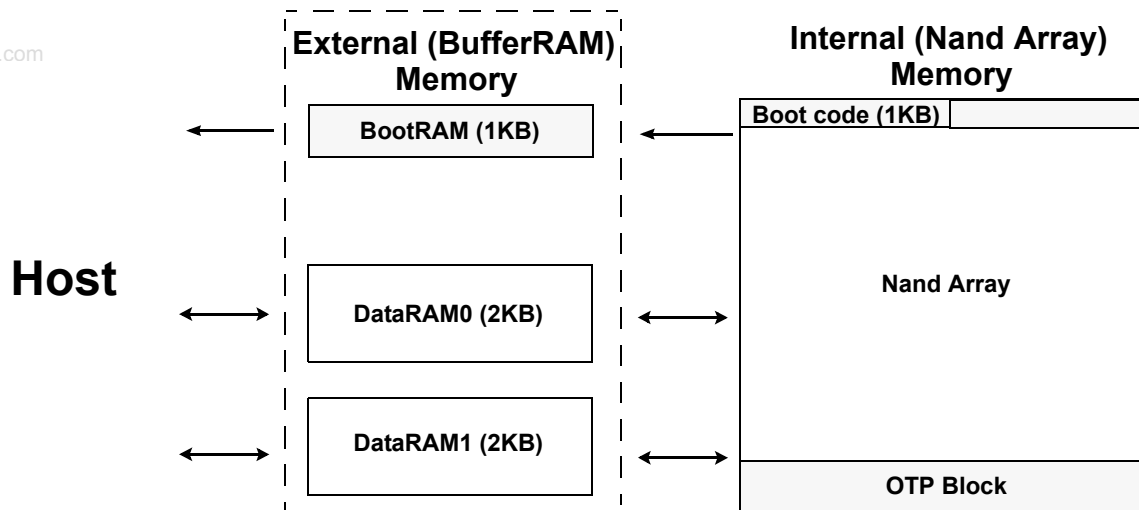 .com
External (BufferRAM)
Memory
Internal (Nand Array)
Memory
Boot code (1KB)
BootRAM (1KB)
Host
Nand Array
DataRAM0 (2KB)
DataRAM1 (2KB)
OTP Block